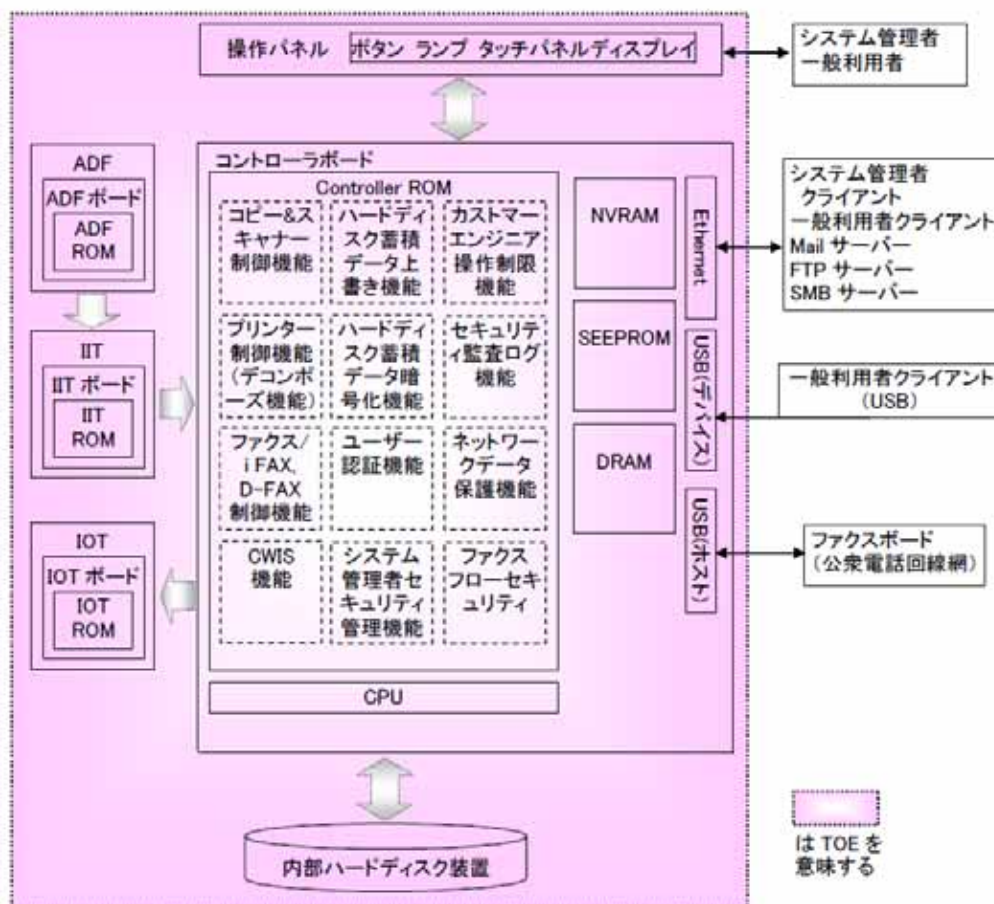 操作パネル ボタン ランプ タッチパネルディスプレイ
システム管理者
一般利用者
ADF
ADF ボード
ADF
ROM
IIT
IIT ボード
IIT
ROM
IOT
IOT ボード
IOT
ROM
コントローラボード
Controller ROM
コピー&ス
キャナー
制御機能
ハードディ
スク蓄積
データ上
書き機能
カストマー
エンジニア
操作制限
機能
プリンター
制御機能
(デコンポ
ーズ機能)
ハードディ
スク蓄積
データ暗
号化機能
セキュリテ
ィ監査ログ
機能
ファクス/
i FAX,
D-FAX
制御機能
ユーザー
認証機能
ネットワー
クデータ
保護機能
CWIS
機能
システム
管理者セ
キュリティ
管理機能
ファクス
フローセキ
ュリティ
CPU
NVRAM
SEEPROM
DRAM
Ethernet
USB(デバイス)
USB(ホスト)
システム管理者
クライアント
一般利用者クライアント
Mail サーバー
FTP サーバー
SMB サーバー
一般利用者クライアント
(USB)
ファクスボード
(公衆電話回線網)
内部ハードディスク装置
は TOE を
意味する